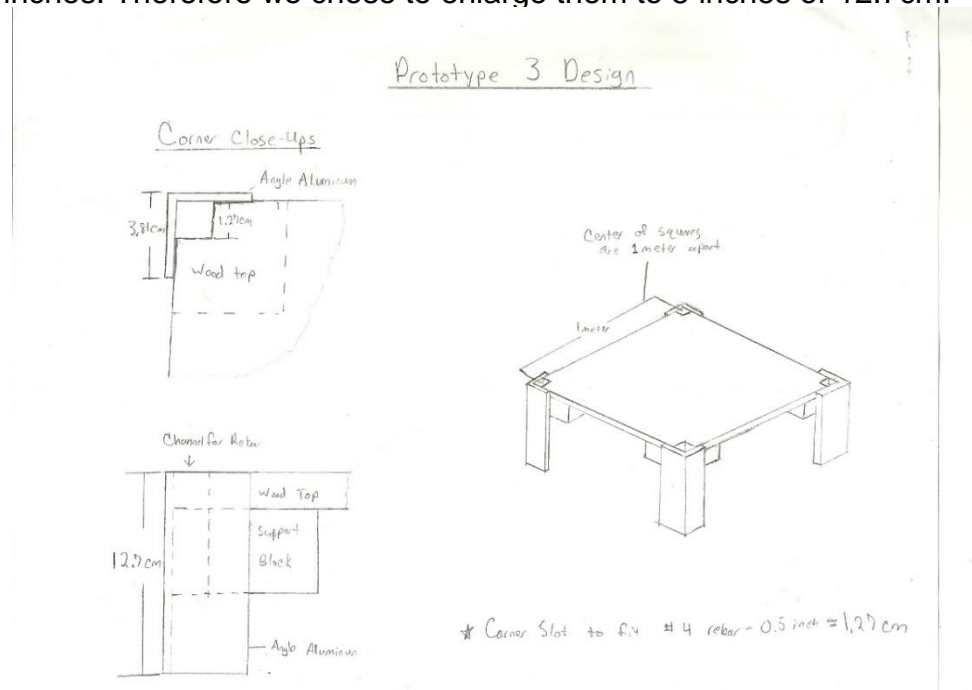 inches. Therefore we chose to enlarge them to 5 inches or 12.7cm.
Prototype 3 Design
Corner Close-Ups
Angle Aluminum
3.81cm
1.27cm
Wood top
Center of squares
are 1 meter apart
1 meter
Channel for Rebar
Wood Top
Support
Block
12.7 cm
Angle Aluminum
* Corner Slot to fit #4 rebar - 0.5 inch = 1.27 cm